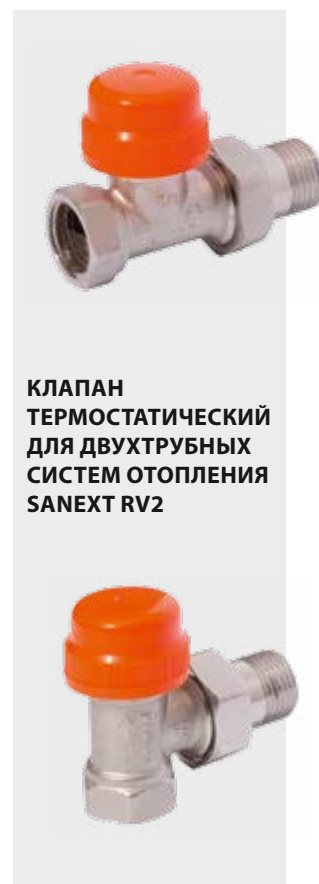 КЛАПАН
ТЕРМОСТАТИЧЕСКИЙ
ДЛЯ ДВУХТРУБНЫХ
СИСТЕМ ОТОПЛЕНИЯ
SANEXT RV2